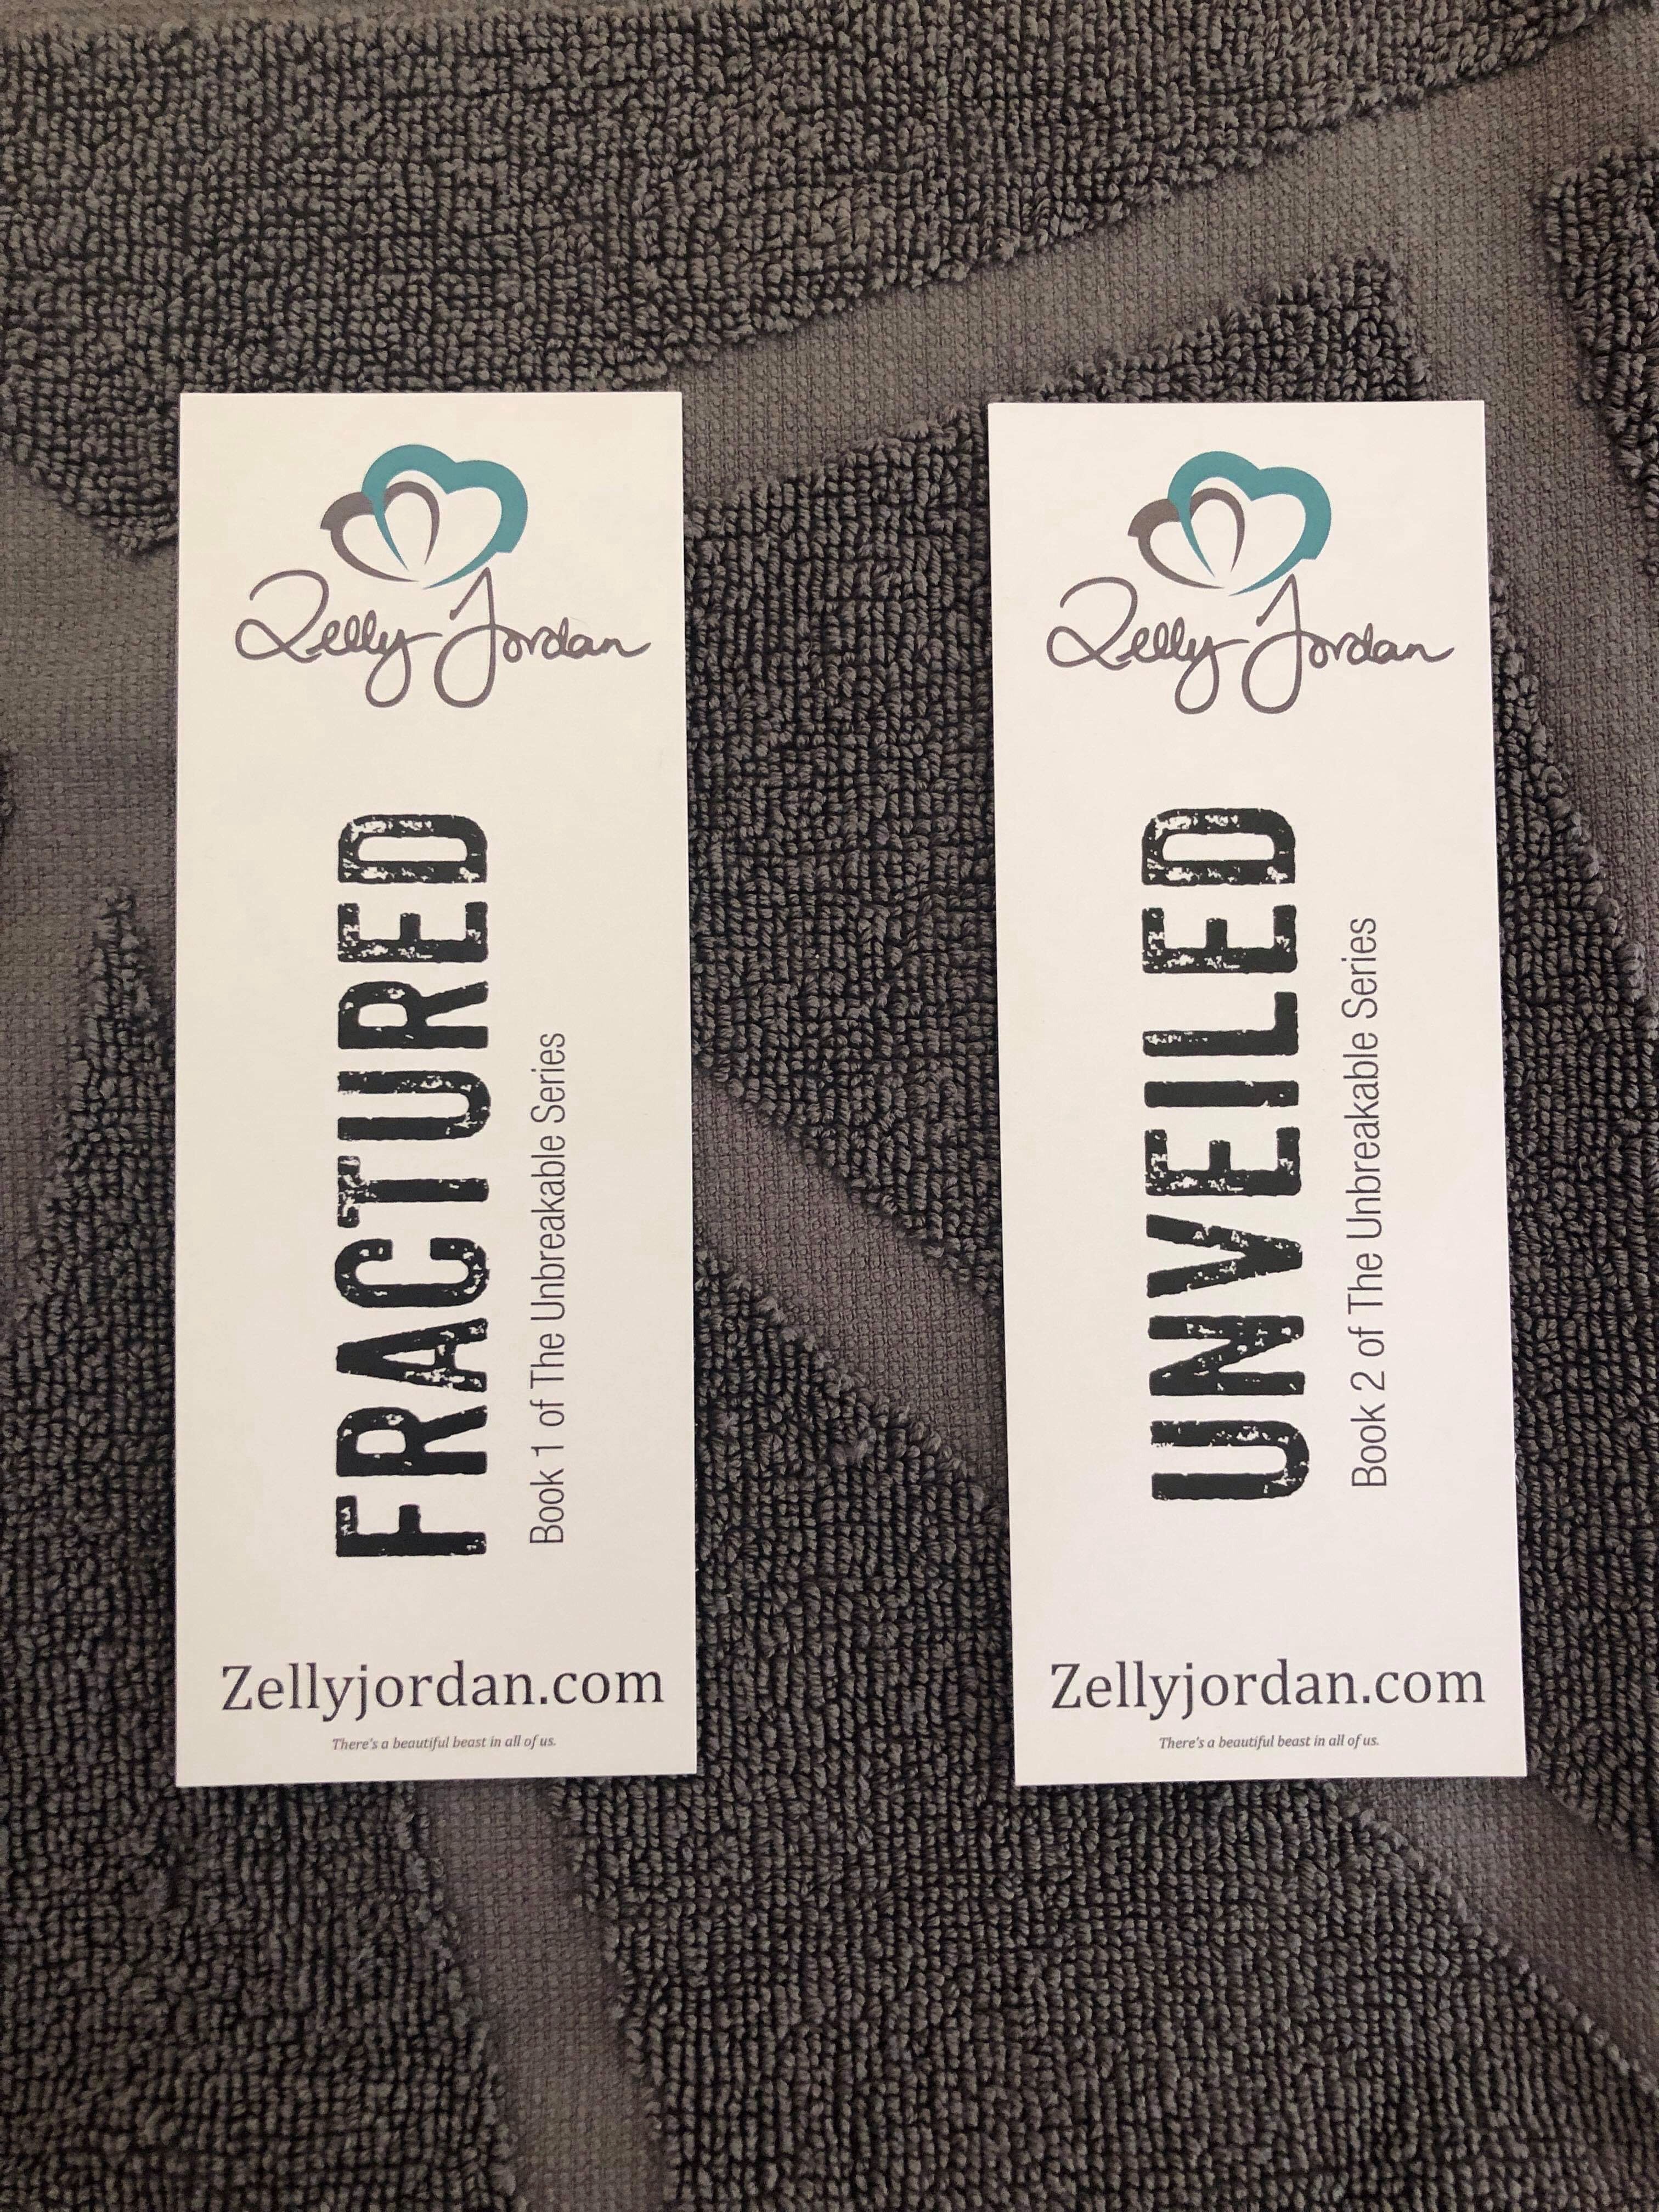 Zelly Jordan
FRACTURED
Book 1 of The Unbreakable Series
Zellyjordan.com
There's a beautiful beast in all of us.
Zelly Jordan
UNVEILED
Book 2 of The Unbreakable Series
Zellyjordan.com
There's a beautiful beast in all of us.